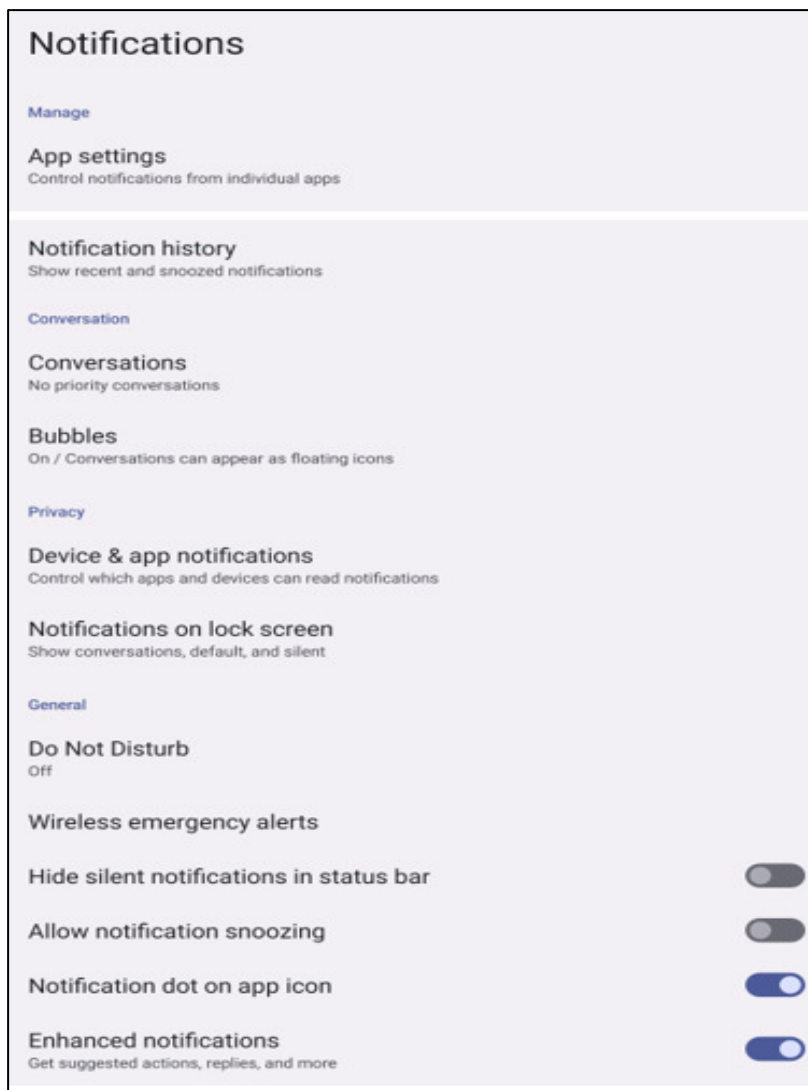 Notifications
Manage
App settings
Control notifications from individual apps
Notification history
Show recent and snoozed notifications
Conversation
Conversations
No priority conversations
Bubbles
On / Conversations can appear as floating icons
Privacy
Device & app notifications
Control which apps and devices can read notifications
Notifications on lock screen
Show conversations, default, and silent
General
Do Not Disturb
Off
Wireless emergency alerts
Hide silent notifications in status bar
Allow notification snoozing
Notification dot on app icon
Enhanced notifications
Get suggested actions, replies, and more